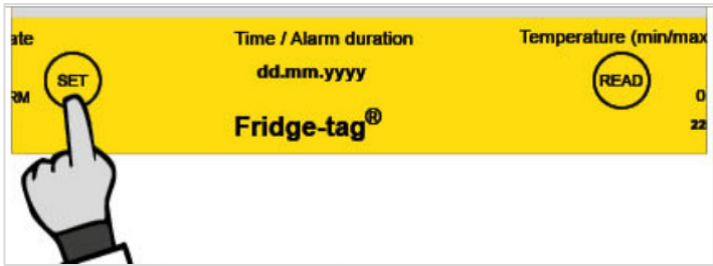 ate Time / Alarm duration Temperature (min/max
SET dd.mm.yyyy READ
RM 0
Fridge-tag® 22